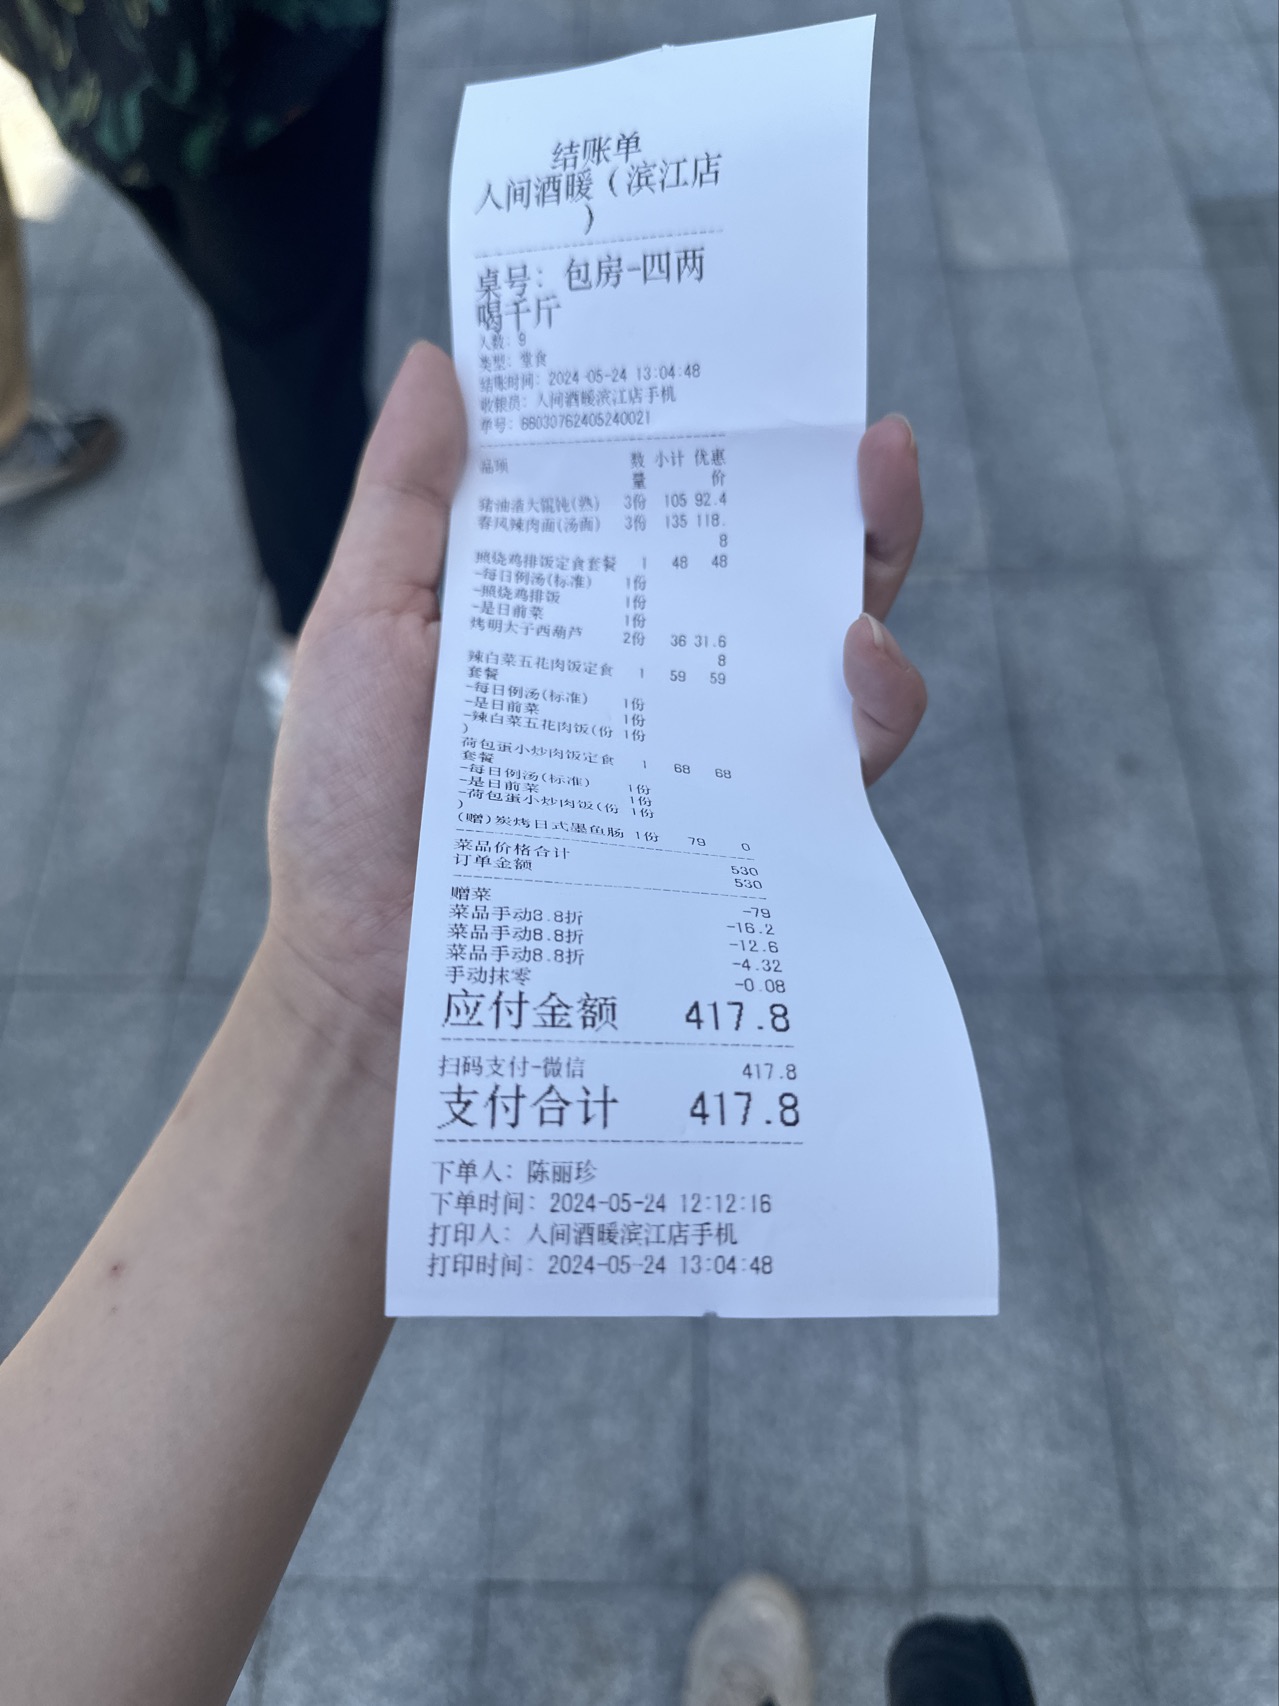 结账单
人间酒暖（滨江店
）
桌号：包房-四两
喝千斤
人数：9
类型：堂食
结账时间：2024-05-24 13:04:48
收银员：人间酒暖滨江店手机
单号：88030762405240021
品项 数 小计 优惠
量 价
猪油渣大馄饨(熟) 3份 105 92.4
春风辣肉面(汤面) 3份 135 118.
8
照烧鸡排饭定食套餐 1 48 48
-每日例汤(标准) 1份
-照烧鸡排饭 1份
-是日前菜 1份
烤明太子西葫芦 2份 36 31.6
8
辣白菜五花肉饭定食 1 59 59
套餐
-每日例汤(标准) 1份
-是日前菜 1份
-辣白菜五花肉饭(份 1份
)
荷包蛋小炒肉饭定食 1 68 68
套餐
-每日例汤(标准) 1份
-是日前菜 1份
-荷包蛋小炒肉饭(份 1份
)
(赠)炭烤日式墨鱼肠 1份 79 0
菜品价格合计 530
订单金额 530
赠菜 -79
菜品手动8.8折 -16.2
菜品手动8.8折 -12.6
菜品手动8.8折 -4.32
手动抹零 -0.08
应付金额 417.8
扫码支付-微信 417.8
支付合计 417.8
下单人：陈丽珍
下单时间：2024-05-24 12:12:16
打印人：人间酒暖滨江店手机
打印时间：2024-05-24 13:04:48